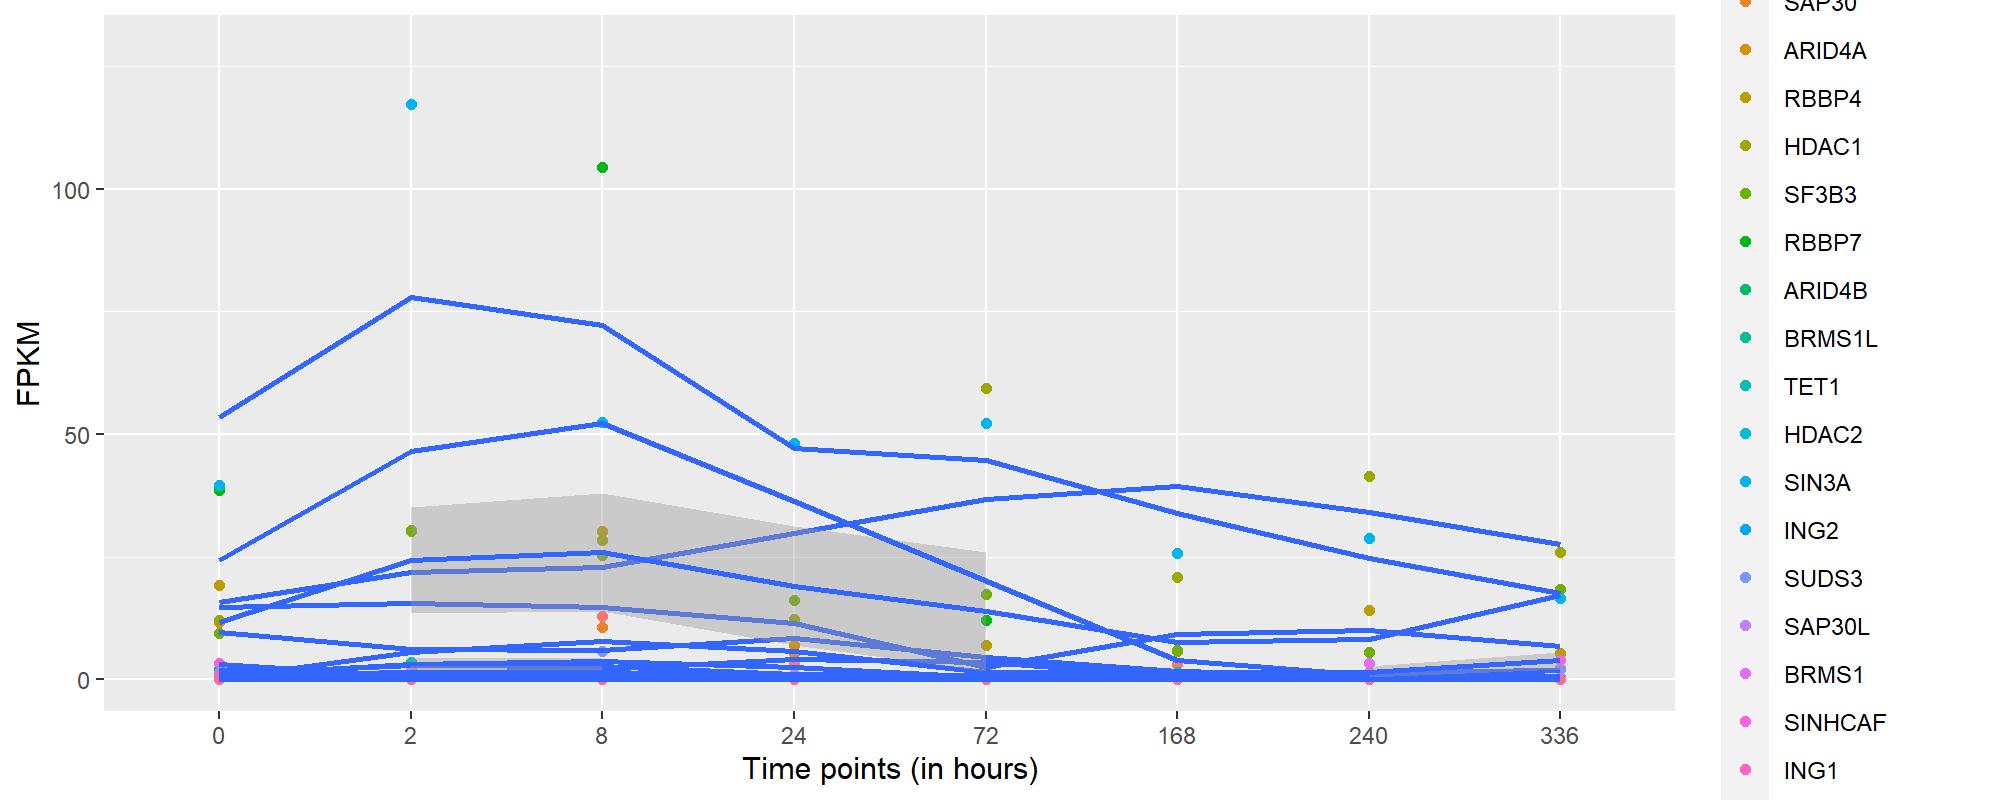 FPKM
100
50
0
0
2
8
24
72
168
240
336
Time points (in hours)
SAP30
ARID4A
RBBP4
HDAC1
SF3B3
RBBP7
ARID4B
BRMS1L
TET1
HDAC2
SIN3A
ING2
SUDS3
SAP30L
BRMS1
SINHCAF
ING1